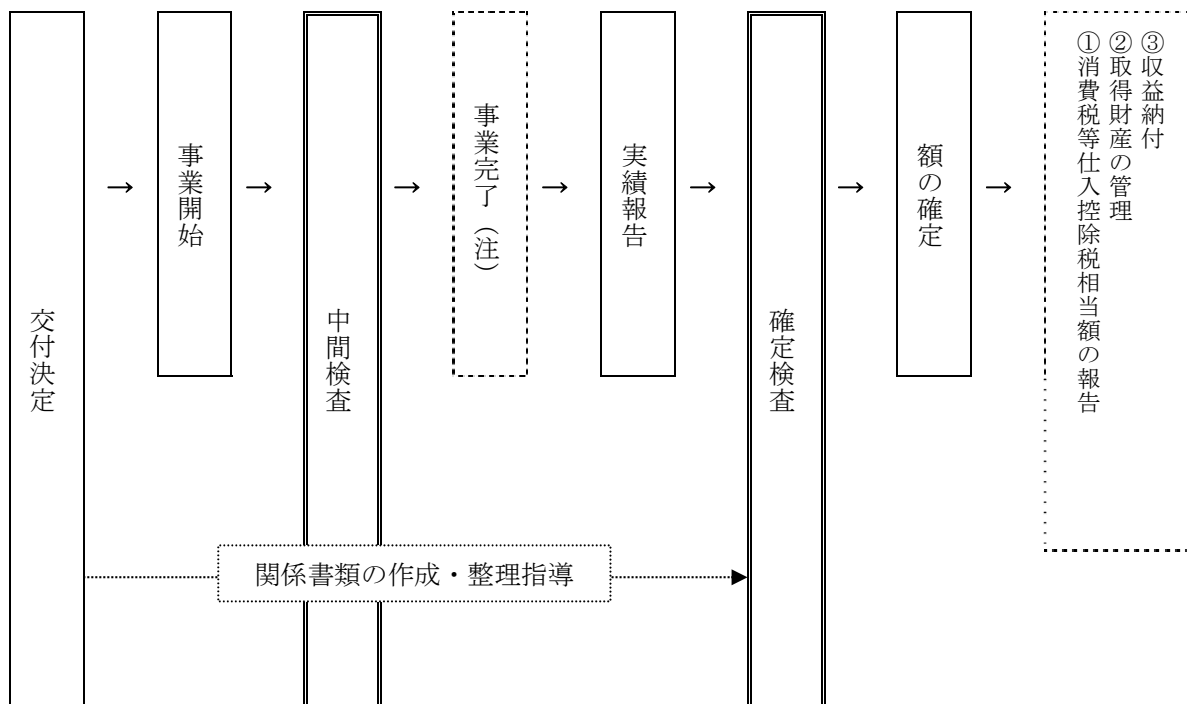 交付決定
→
事業開始
→
中間検査
→
事業完了（注）
→
実績報告
→
確定検査
→
額の確定
→
①消費税等仕入控除税相当額の報告
②取得財産の管理
③収益納付
関係書類の作成・整理指導